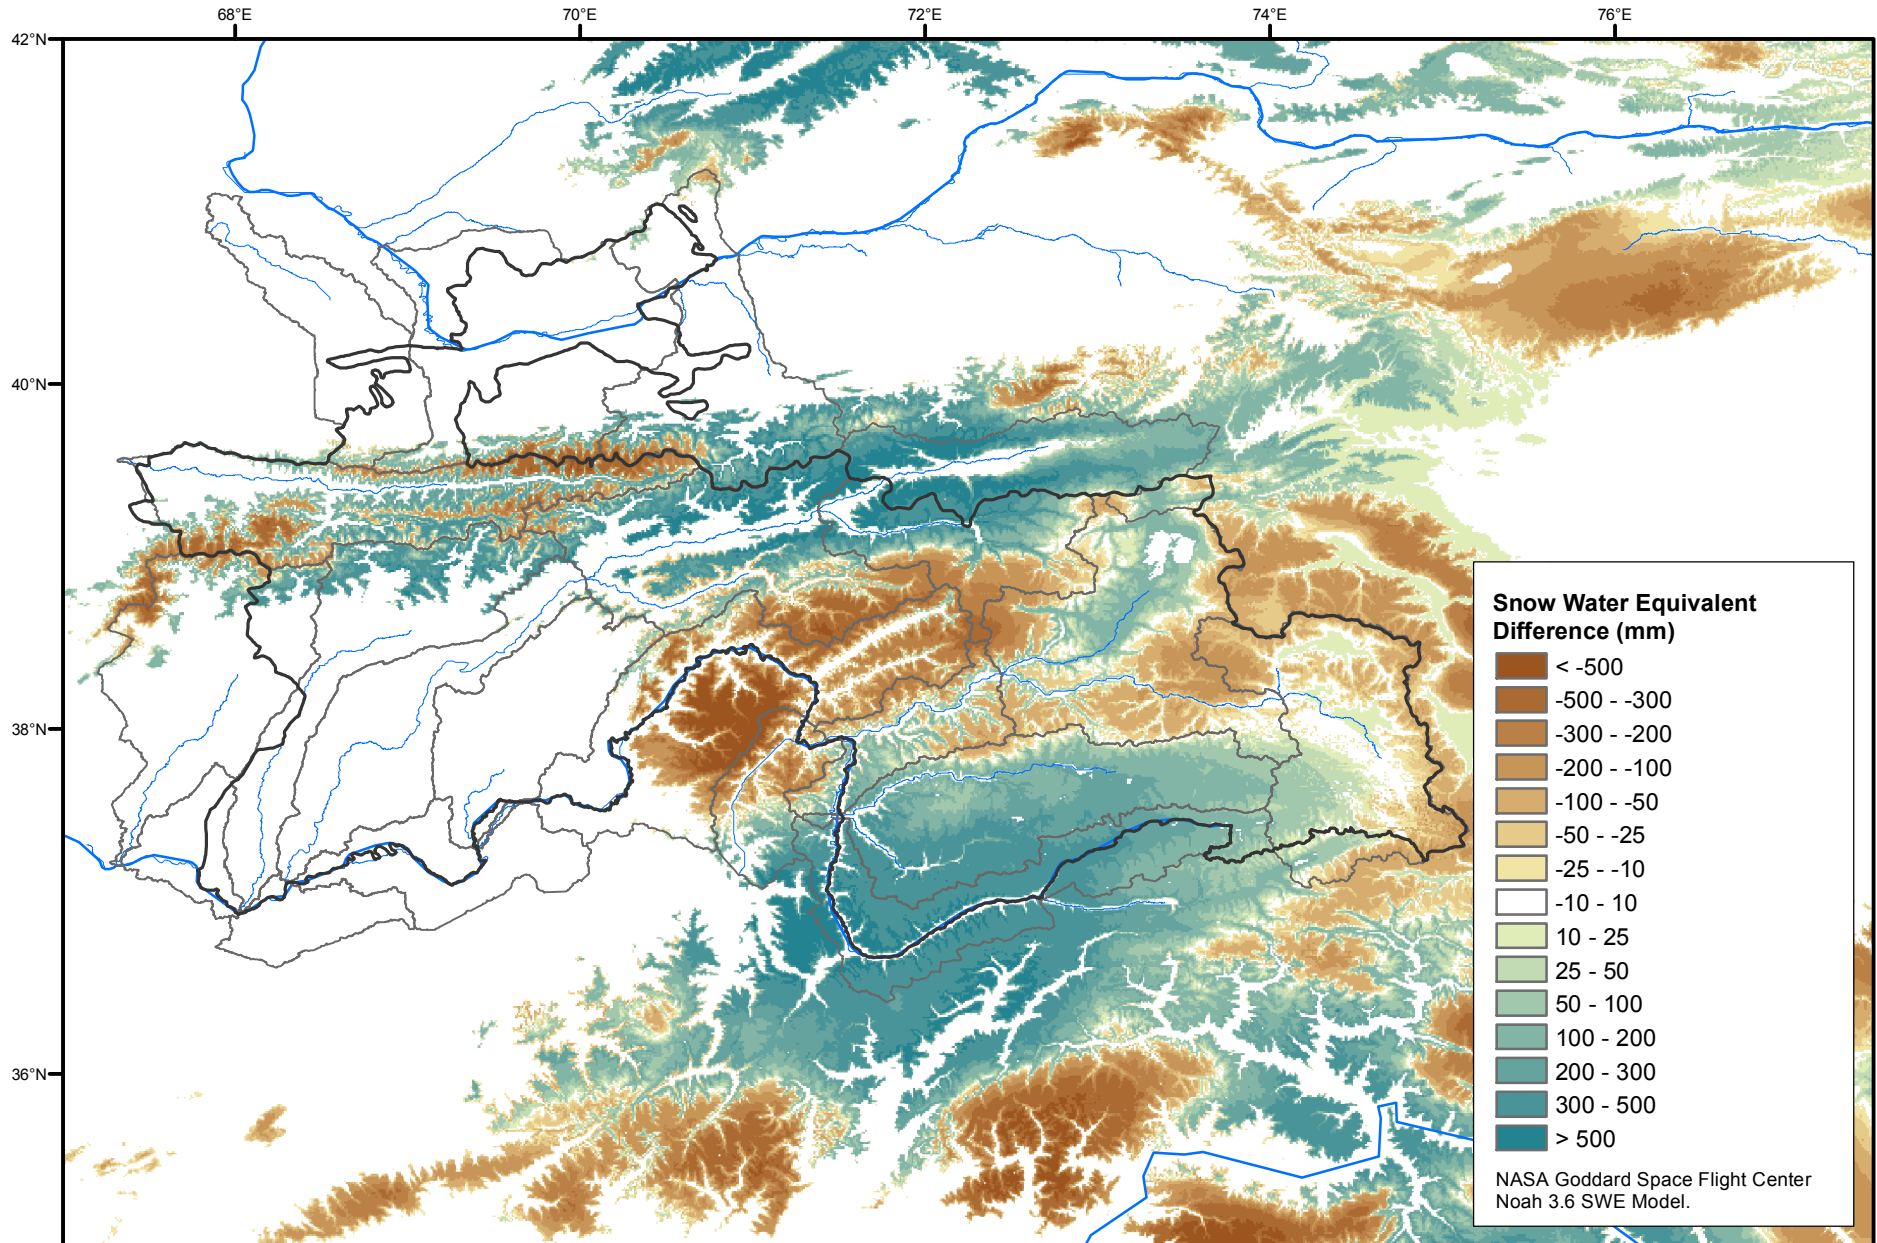 68°E
70°E
72°E
74°E
76°E
42°N
40°N
38°N
36°N
Snow Water Equivalent
Difference (mm)
< -500
-500 - -300
-300 - -200
-200 - -100
-100 - -50
-50 - -25
-25 - -10
-10 - 10
10 - 25
25 - 50
50 - 100
100 - 200
200 - 300
300 - 500
> 500
NASA Goddard Space Flight Center
Noah 3.6 SWE Model.